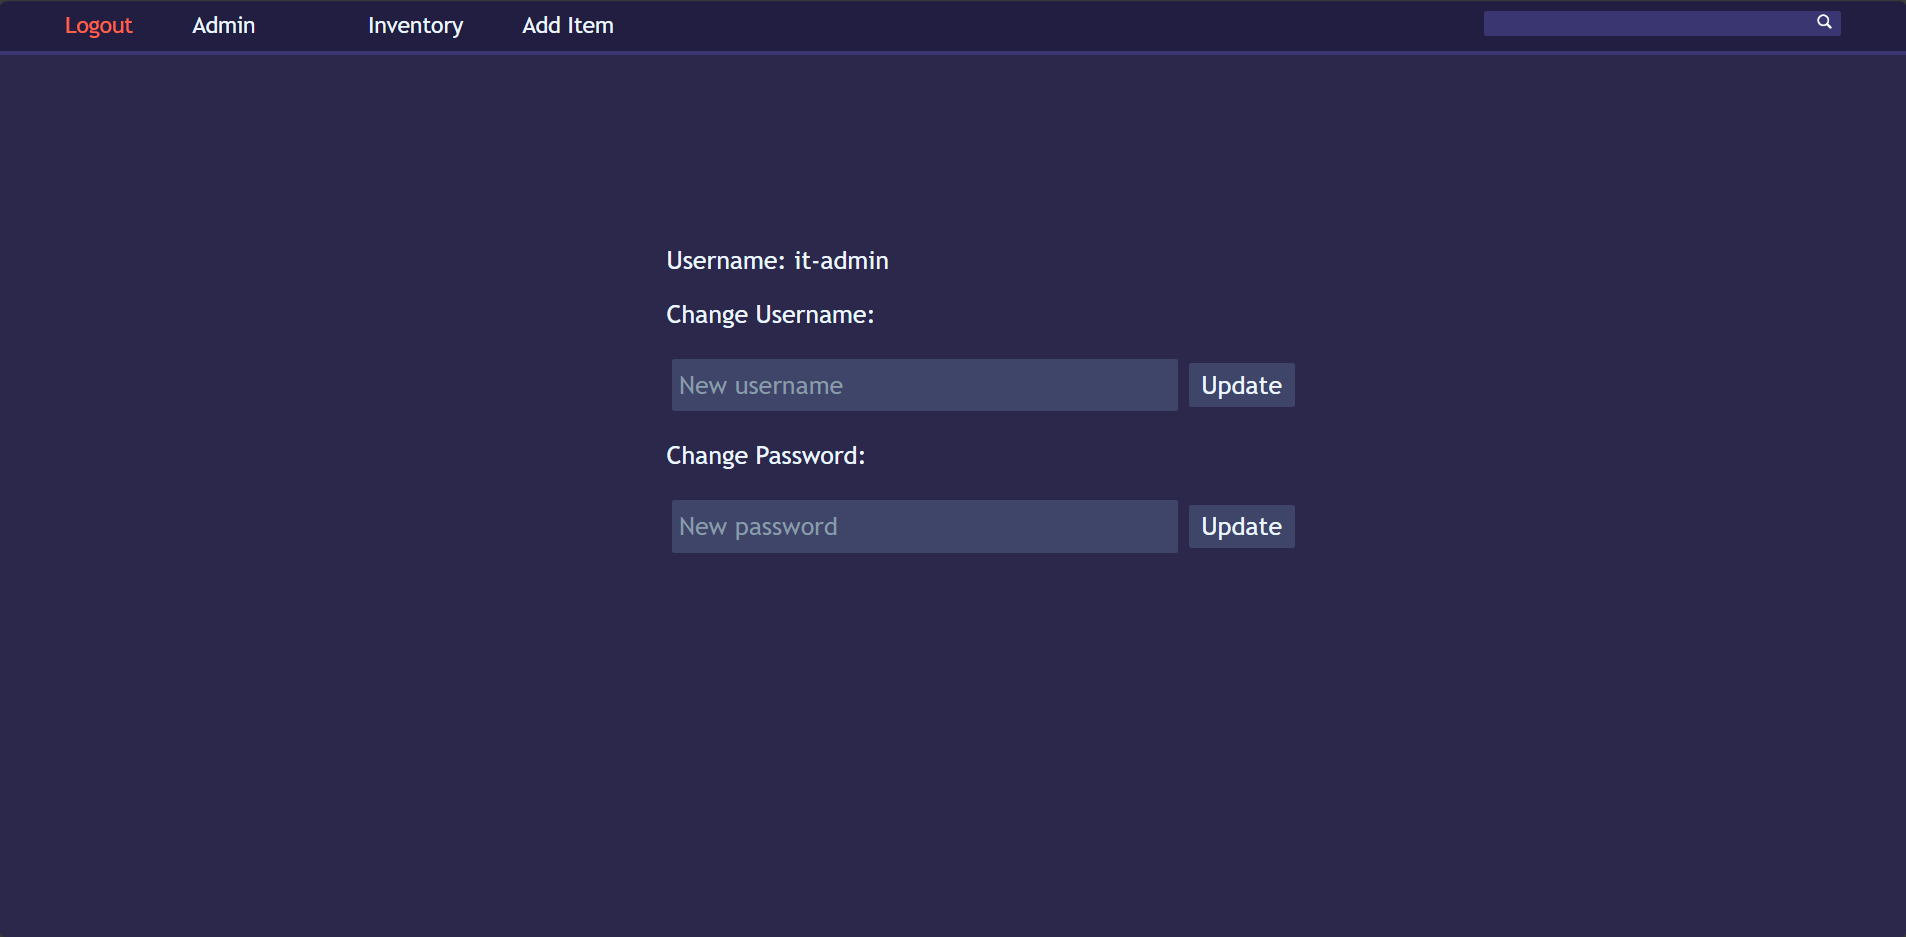 Logout Admin Inventory Add Item
Username: it-admin
Change Username:
New username Update
Change Password:
New password Update